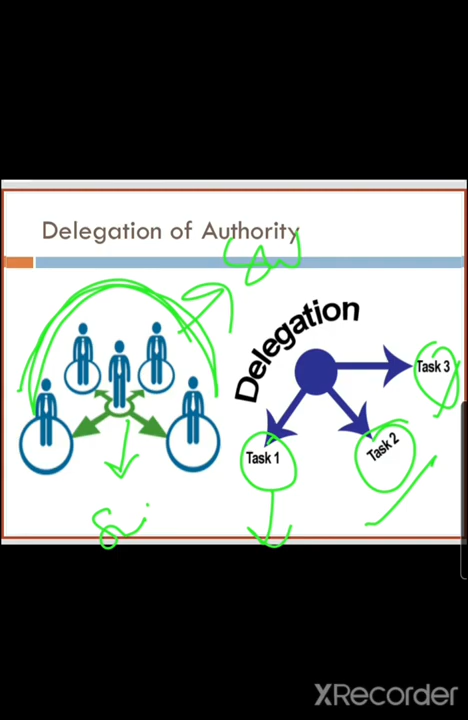 Delegation of Authority
Delegation
Task 3
Task 2
Task 1
XRecorder